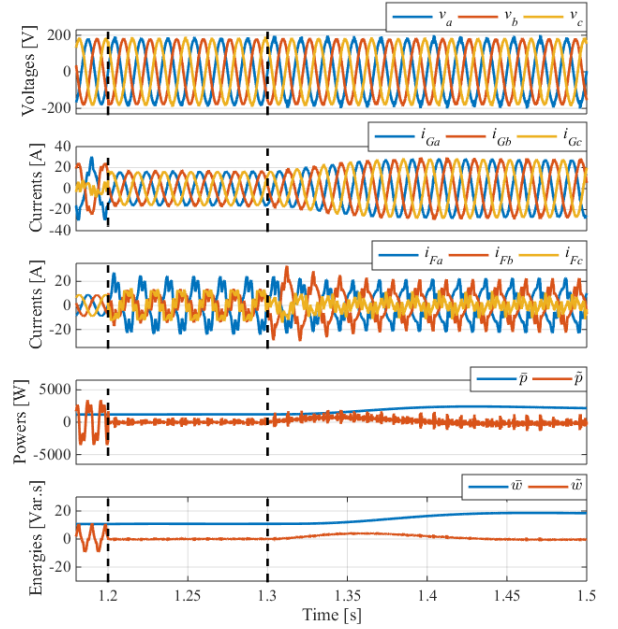 v_a v_b v_c
Voltages [V]
200
0
-200
i_Ga i_Gb i_Gc
Currents [A]
40
20
0
-20
-40
i_Fa i_Fb i_Fc
Currents [A]
20
0
-20
p̄ p̃
Powers [W]
5000
0
-5000
w̄ w̃
Energies [Var.s]
20
0
-20
1.2 1.25 1.3 1.35 1.4 1.45 1.5
Time [s]